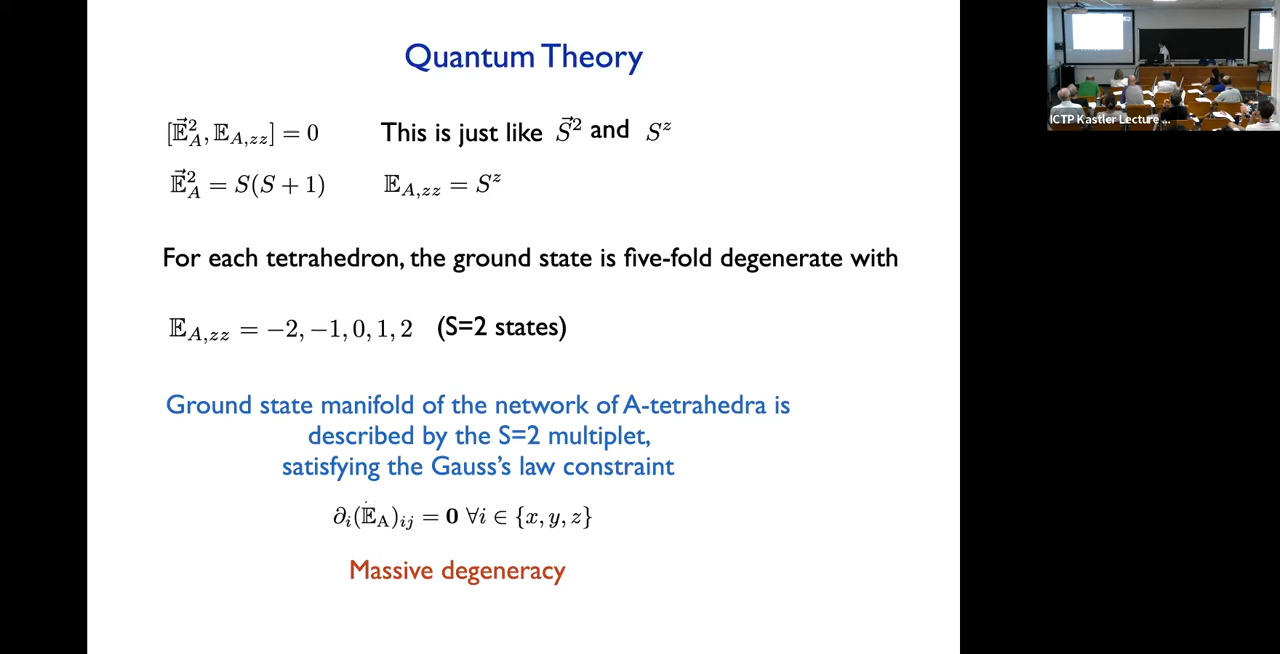 Quantum Theory
ICTP Kastler Lecture ...
[𝔼⃗²_A, 𝔼_{A,zz}] = 0 This is just like S⃗² and S^z
𝔼⃗²_A = S(S + 1) 𝔼_{A,zz} = S^z
For each tetrahedron, the ground state is five-fold degenerate with
𝔼_{A,zz} = −2, −1, 0, 1, 2 (S=2 states)
Ground state manifold of the network of A-tetrahedra is
described by the S=2 multiplet,
satisfying the Gauss's law constraint
∂_i(𝔼_A)_{ij} = 0 ∀i ∈ {x, y, z}
Massive degeneracy